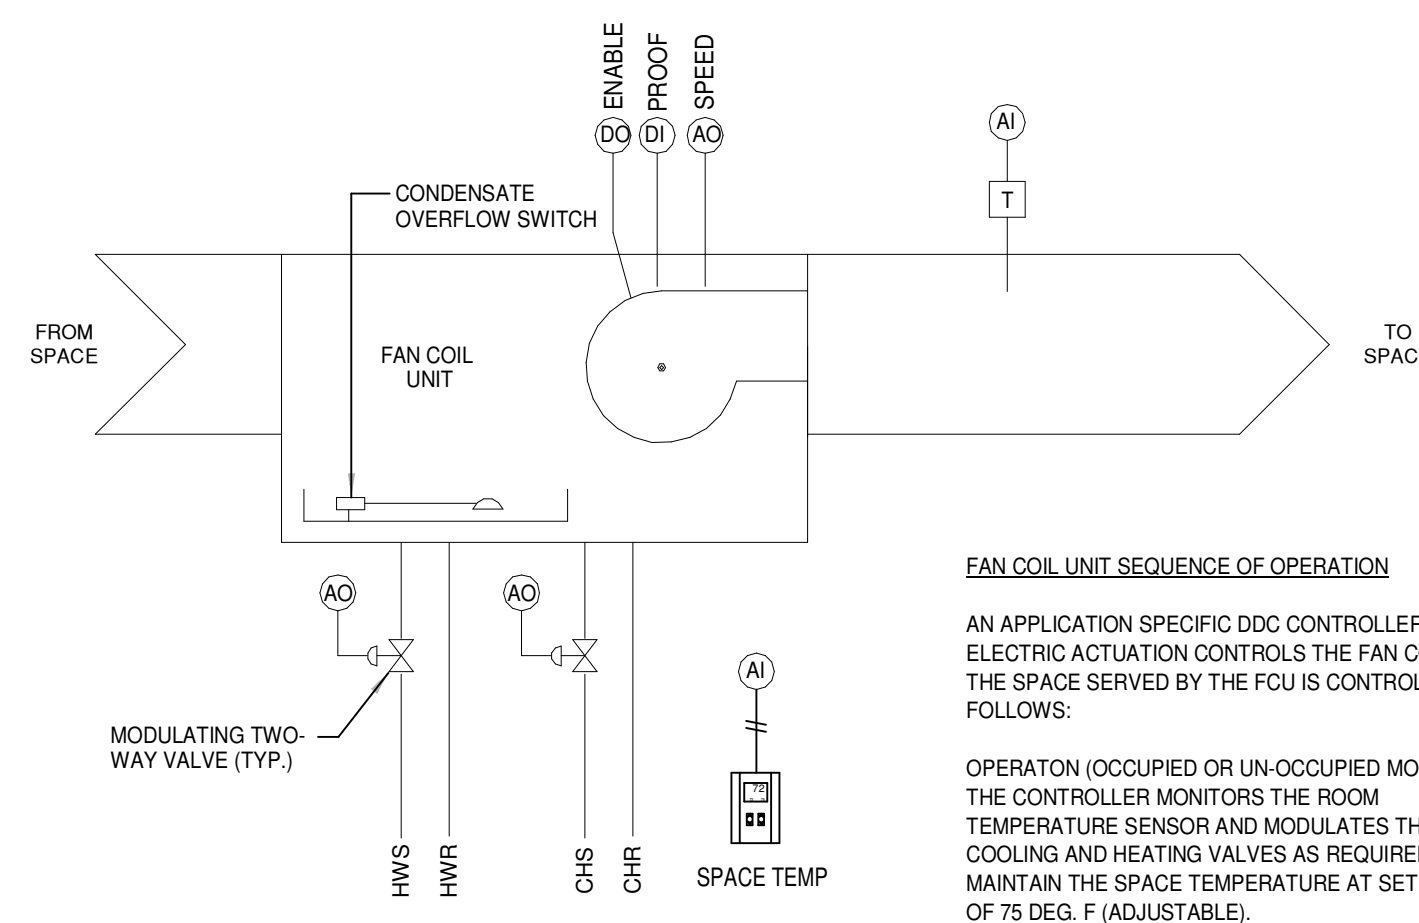 ENABLE
PROOF
SPEED
DO
DI
AO
AI
T
CONDENSATE
OVERFLOW SWITCH
FROM
SPACE
FAN COIL
UNIT
TO
SPAC
AO
AO
MODULATING TWO-
WAY VALVE (TYP.)
HWS
HWR
CHS
CHR
AI
72
SPACE TEMP
FAN COIL UNIT SEQUENCE OF OPERATION
AN APPLICATION SPECIFIC DDC CONTROLLER
ELECTRIC ACTUATION CONTROLS THE FAN C
THE SPACE SERVED BY THE FCU IS CONTROL
FOLLOWS:
OPERATON (OCCUPIED OR UN-OCCUPIED MO
THE CONTROLLER MONITORS THE ROOM
TEMPERATURE SENSOR AND MODULATES TH
COOLING AND HEATING VALVES AS REQUIRE
MAINTAIN THE SPACE TEMPERATURE AT SET
OF 75 DEG. F (ADJUSTABLE).